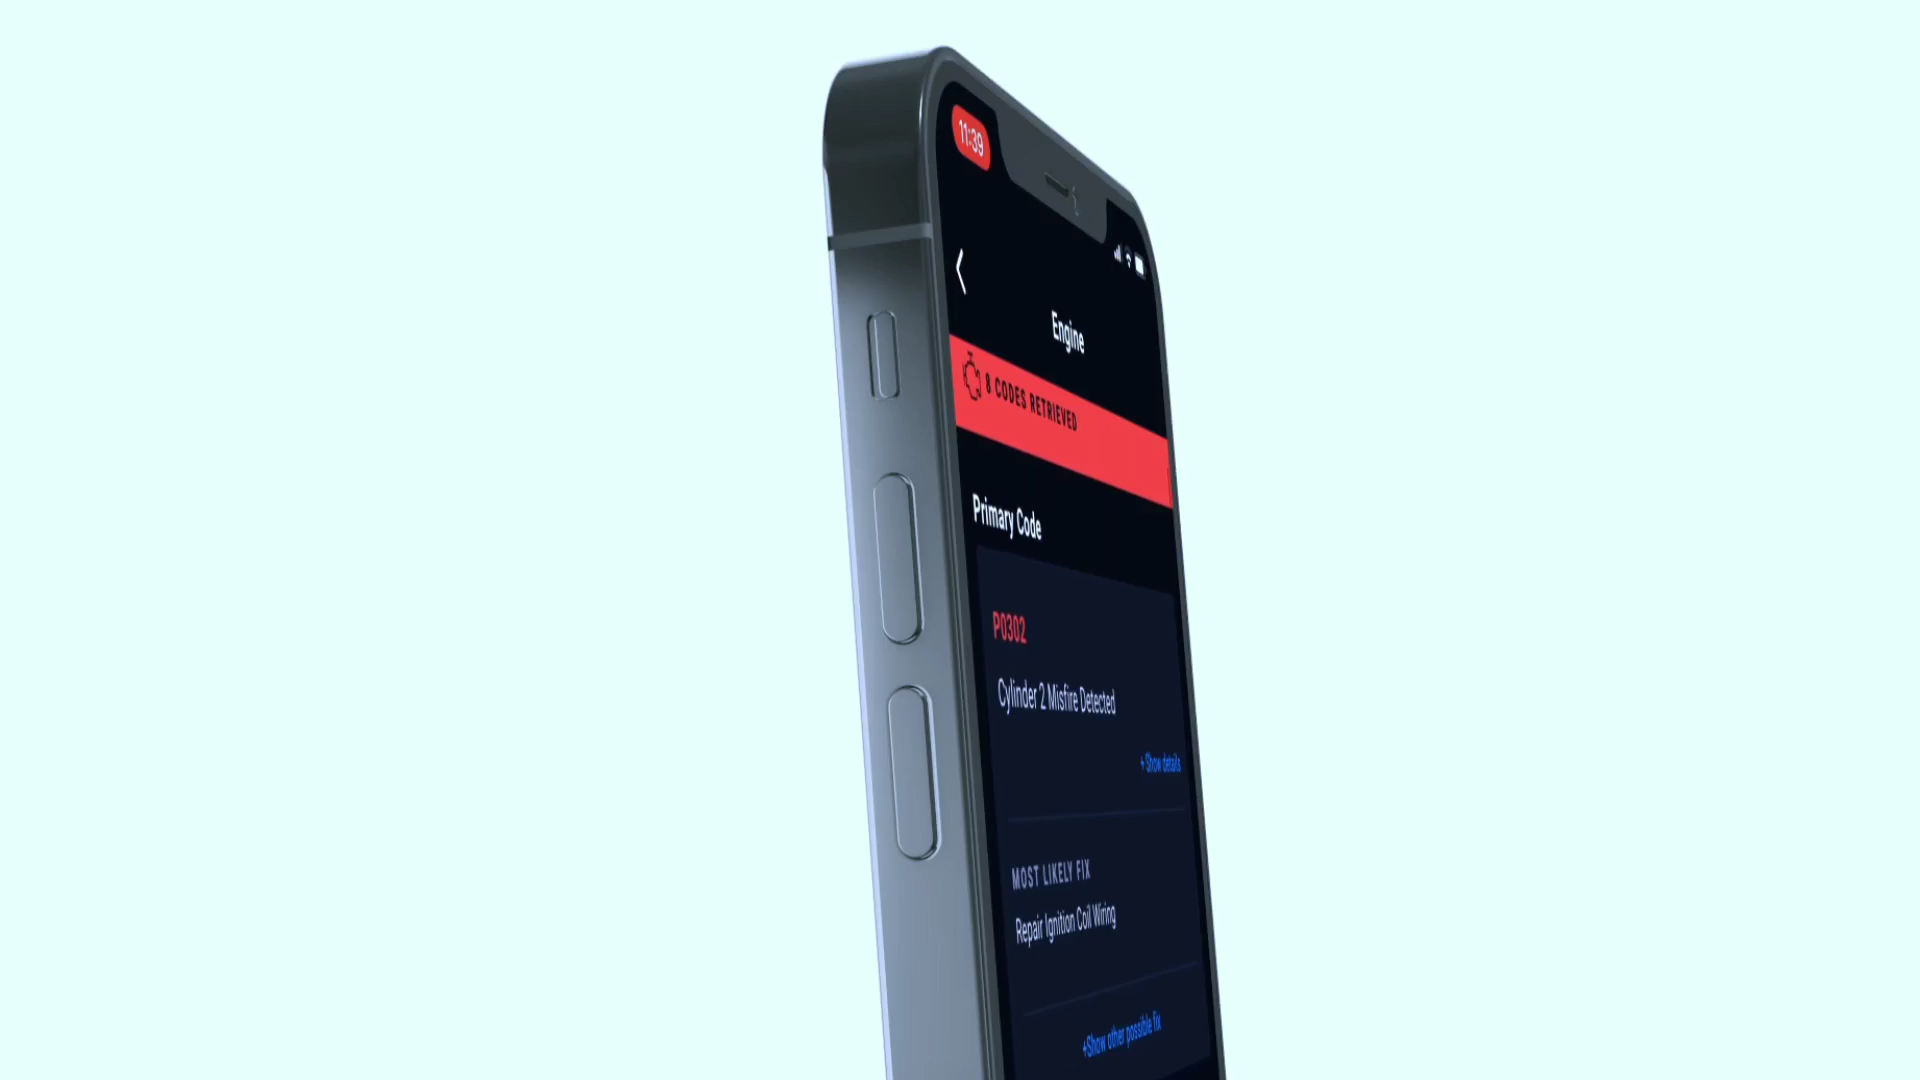 11:39
Engine
8 CODES RETRIEVED
Primary Code
P0302
Cylinder 2 Misfire Detected
+ Show details
MOST LIKELY FIX
Repair Ignition Coil Wiring
+Show other possible fix